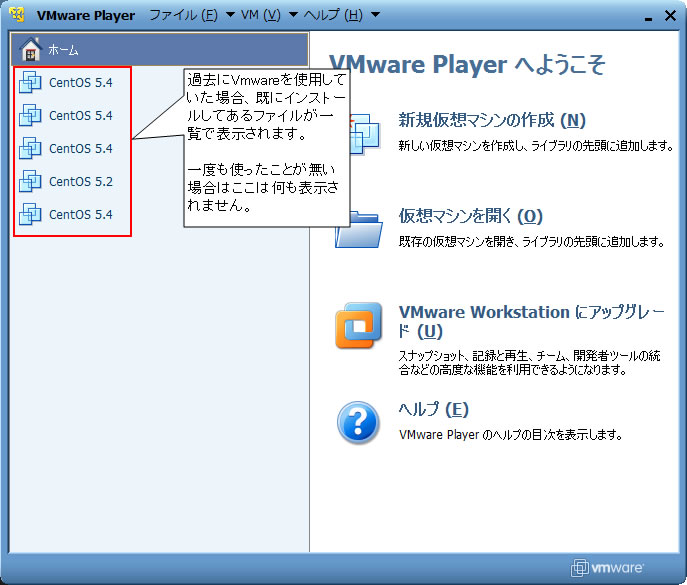 VMware Player ファイル (F) VM (V) ヘルプ (H)
ホーム
CentOS 5.4
CentOS 5.4
CentOS 5.4
CentOS 5.2
CentOS 5.4
過去にVmwareを使用して
いた場合、既にインストー
ルしてあるファイルが一
覧で表示されます。
一度も使ったことが無い
場合はここは何も表示さ
れません。
VMware Player へようこそ
新規仮想マシンの作成 (N)
新しい仮想マシンを作成し、ライブラリの先頭に追加します。
仮想マシンを開く (O)
既存の仮想マシンを開き、ライブラリの先頭に追加します。
VMware Workstation にアップグレー
ド (U)
スナップショット、記録と再生、チーム、開発者ツールの統
合などの高度な機能を利用できるようになります。
ヘルプ (E)
VMware Player のヘルプの目次を表示します。
vmware